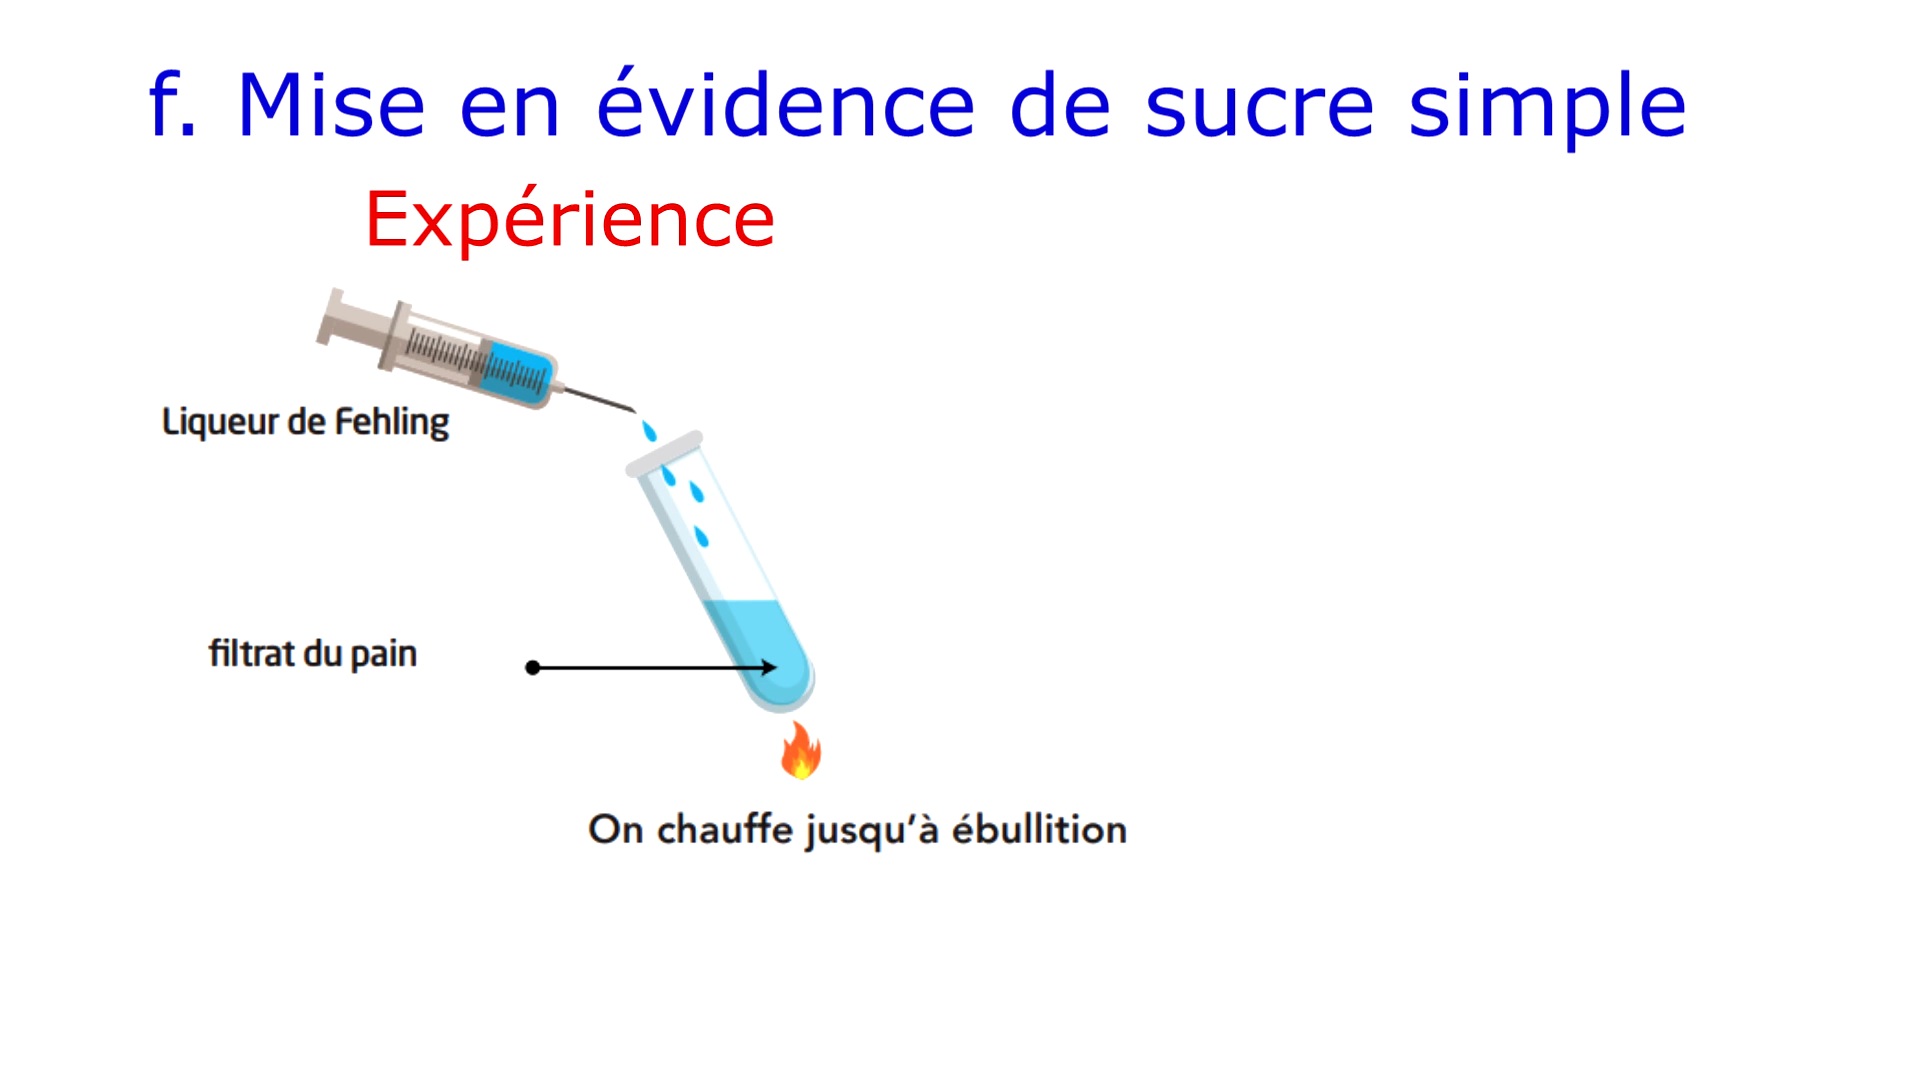 f. Mise en évidence de sucre simple
Expérience
Liqueur de Fehling
filtrat du pain
On chauffe jusqu’à ébullition